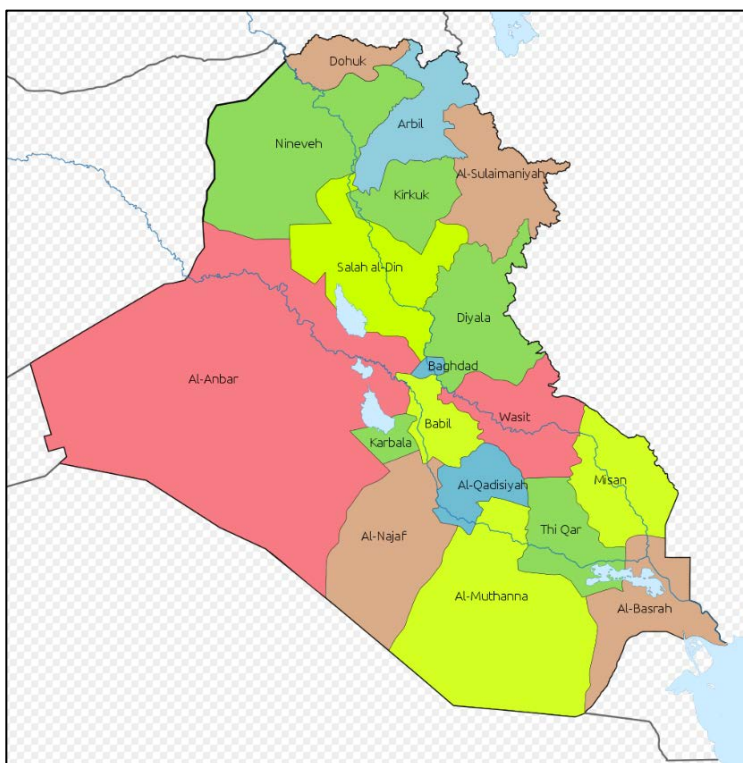 Dohuk
Arbil
Nineveh
Al-Sulaimaniyah
Kirkuk
Salah al-Din
Diyala
Baghdad
Al-Anbar
Wasit
Babil
Karbala
Misan
Al-Qadisiyah
Thi Qar
Al-Najaf
Al-Muthanna
Al-Basrah